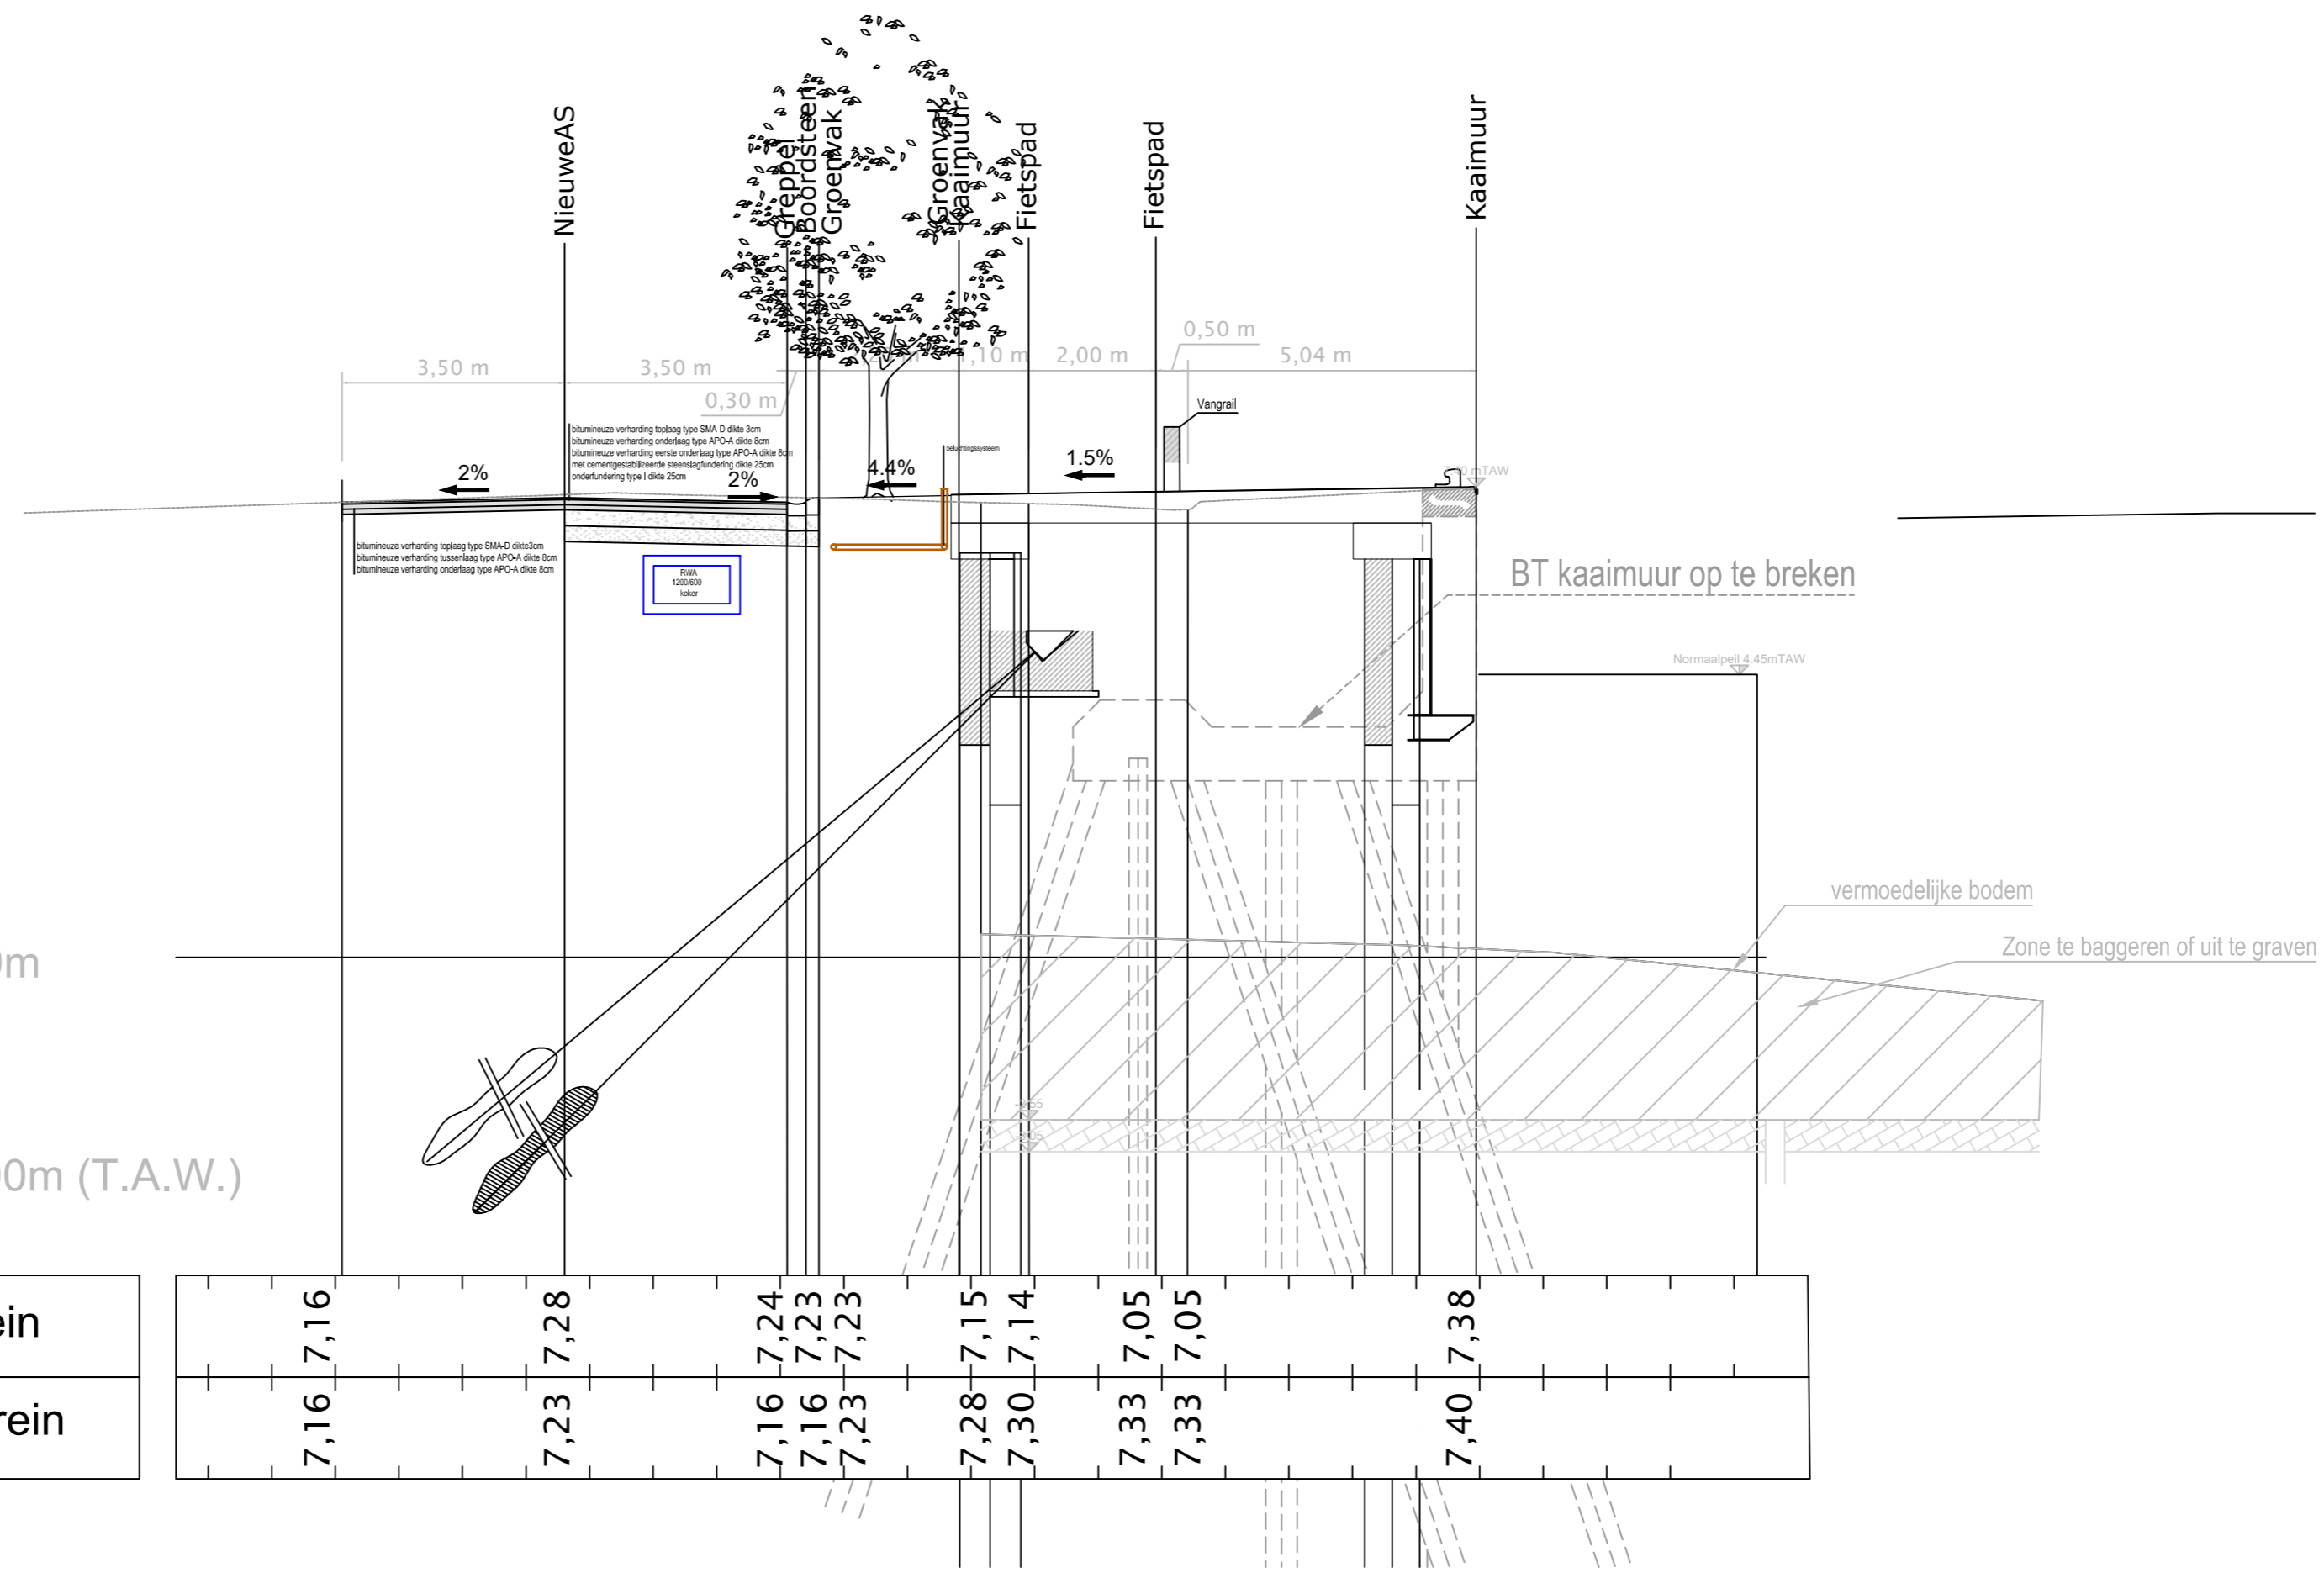 NieuweAS
Greppel
Boordsteen
Groenvak
Groenvak
Kaaimuur
Fietspad
Fietspad
Kaaimuur
3,50 m
3,50 m
0,30 m
1,10 m
2,00 m
0,50 m
5,04 m
Vangrail
bitumineuze verharding toplaag type SMA-D dikte 3cm
bitumineuze verharding onderlaag type APO-A dikte 8cm
bitumineuze verharding eerste onderlaag type APO-A dikte 8cm
met cementgestabilizeerde steenslagfundering dikte 25cm
onderfundering type I dikte 25cm
beluchtingssysteem
2%
2%
4.4%
1.5%
7.40 mTAW
bitumineuze verharding toplaag type SMA-D dikte3cm
bitumineuze verharding tussenlaag type APO-A dikte 8cm
bitumineuze verharding onderlaag type APO-A dikte 8cm
RWA
1200/600
koker
BT kaaimuur op te breken
Normaalpeil 4.45mTAW
vermoedelijke bodem
Zone te baggeren of uit te graven
0m (T.A.W.)
ein
7,16
7,28
7,24
7,23
7,23
7,15
7,14
7,05
7,05
7,38
rein
7,16
7,23
7,16
7,16
7,23
7,28
7,30
7,33
7,33
7,40